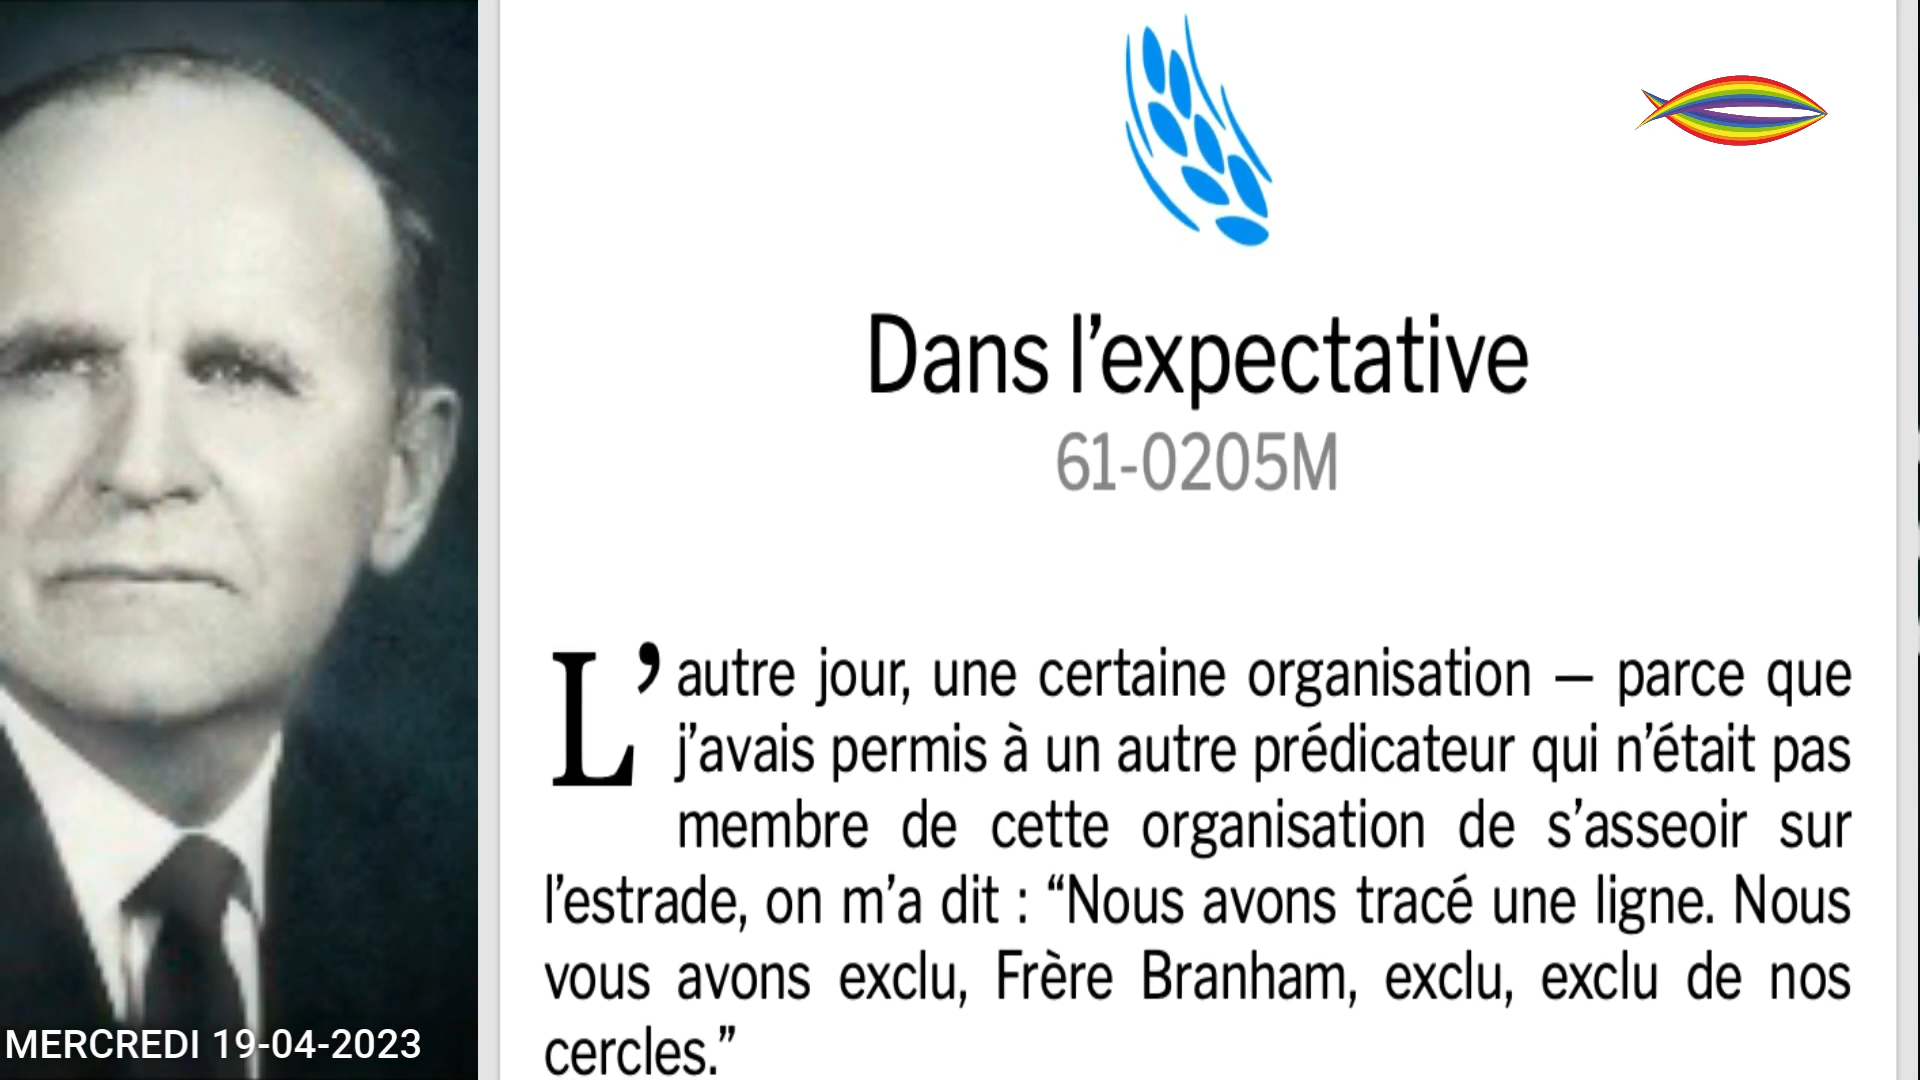 Dans l’expectative
61-0205M
L’autre jour, une certaine organisation — parce que
j’avais permis à un autre prédicateur qui n’était pas
membre de cette organisation de s’asseoir sur
l’estrade, on m’a dit : “Nous avons tracé une ligne. Nous
vous avons exclu, Frère Branham, exclu, exclu de nos
cercles.”
MERCREDI 19-04-2023